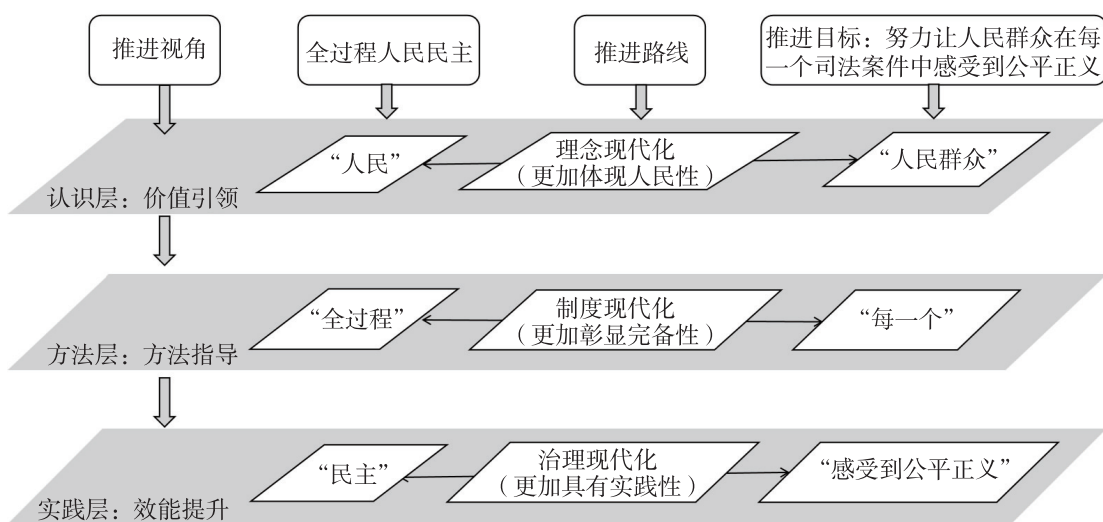 推进视角
全过程人民民主
推进路线
推进目标：努力让人民群众在每
一个司法案件中感受到公平正义
“人民”
理念现代化
（更加体现人民性）
“人民群众”
认识层：价值引领
“全过程”
制度现代化
（更加彰显完备性）
“每一个”
方法层：方法指导
“民主”
治理现代化
（更加具有实践性）
“感受到公平正义”
实践层：效能提升